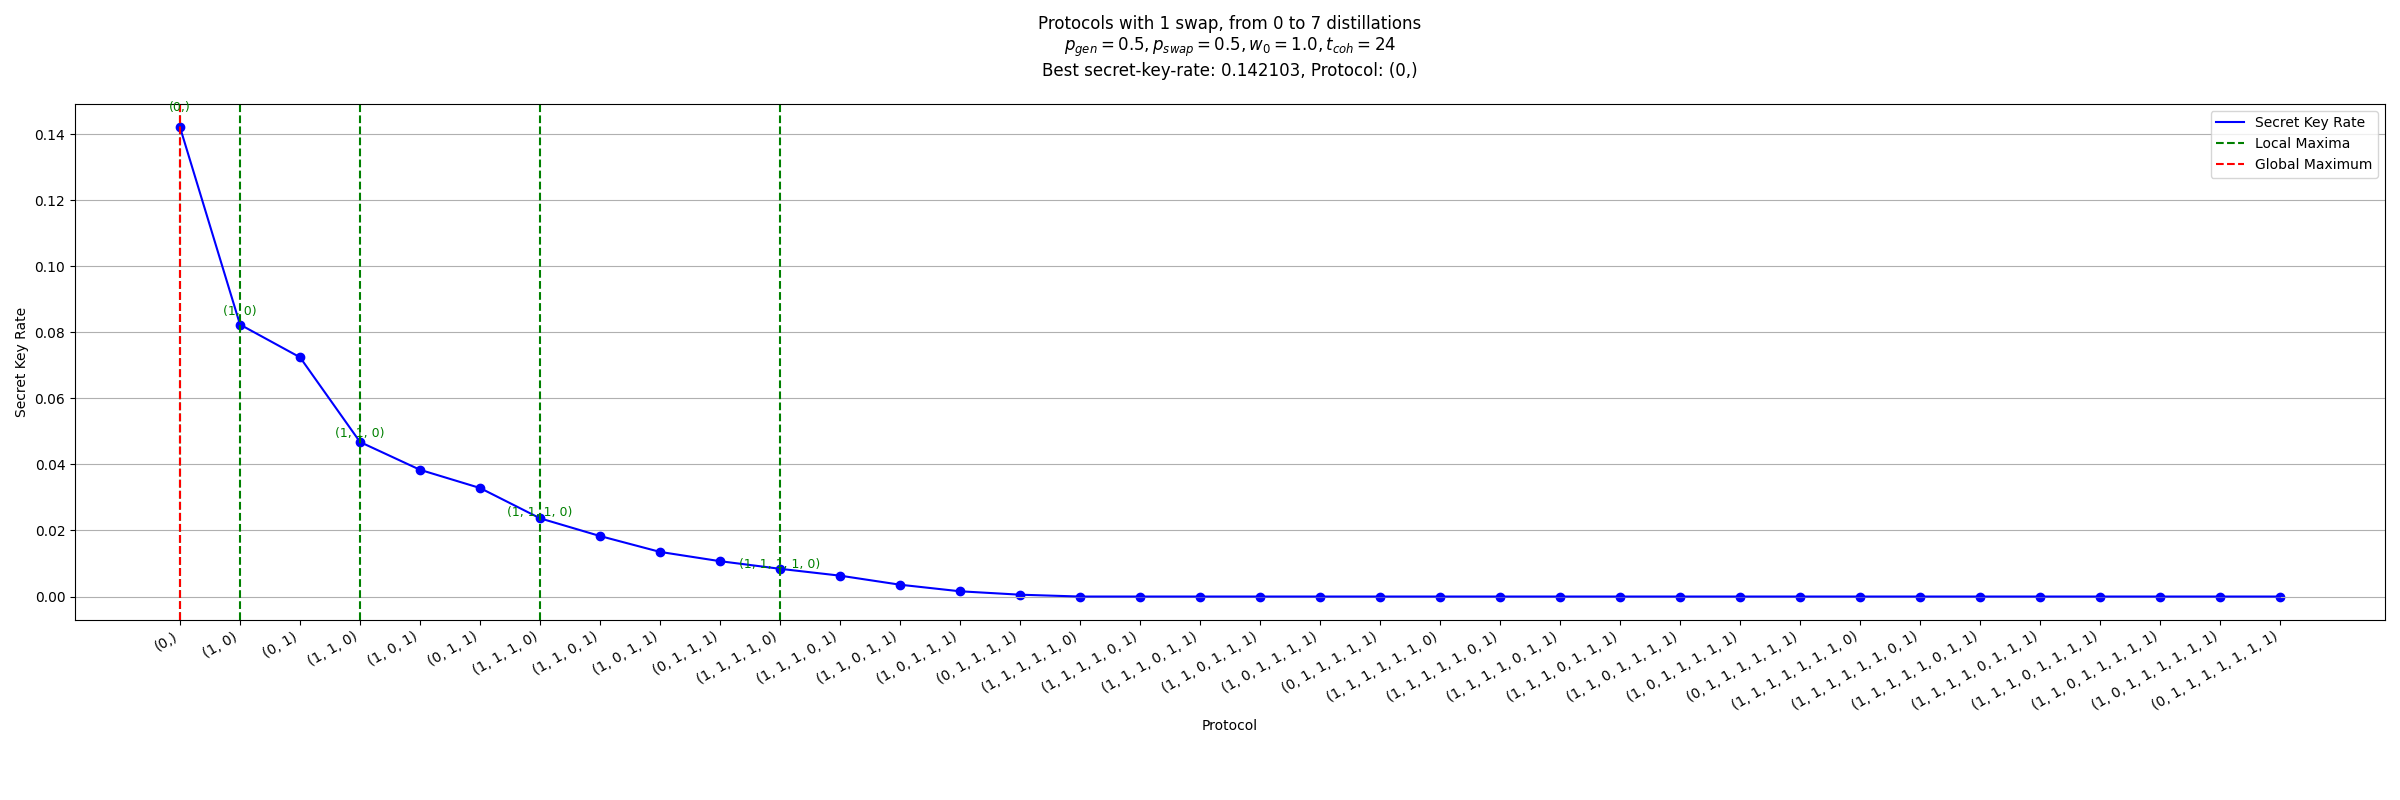 Protocols with 1 swap, from 0 to 7 distillations
p_gen = 0.5, p_swap = 0.5, w_0 = 1.0, t_coh = 24
Best secret-key-rate: 0.142103, Protocol: (0,)
Secret Key Rate
Local Maxima
Global Maximum
(0,)
(1, 0)
(1, 1, 0)
(1, 1, 1, 0)
(1, 1, 1, 1, 0)
0.14
0.12
0.10
0.08
0.06
0.04
0.02
0.00
Secret Key Rate
(0,)
(1, 0)
(0, 1)
(1, 1, 0)
(1, 0, 1)
(0, 1, 1)
(1, 1, 1, 0)
(1, 1, 0, 1)
(1, 0, 1, 1)
(0, 1, 1, 1)
(1, 1, 1, 1, 0)
(1, 1, 1, 0, 1)
(1, 1, 0, 1, 1)
(1, 0, 1, 1, 1)
(0, 1, 1, 1, 1)
(1, 1, 1, 1, 1, 0)
(1, 1, 1, 1, 0, 1)
(1, 1, 1, 0, 1, 1)
(1, 1, 0, 1, 1, 1)
(1, 0, 1, 1, 1, 1)
(0, 1, 1, 1, 1, 1)
(1, 1, 1, 1, 1, 1, 0)
(1, 1, 1, 1, 1, 0, 1)
(1, 1, 1, 1, 0, 1, 1)
(1, 1, 1, 0, 1, 1, 1)
(1, 1, 0, 1, 1, 1, 1)
(1, 0, 1, 1, 1, 1, 1)
(0, 1, 1, 1, 1, 1, 1)
(1, 1, 1, 1, 1, 1, 1, 0)
(1, 1, 1, 1, 1, 1, 0, 1)
(1, 1, 1, 1, 1, 0, 1, 1)
(1, 1, 1, 1, 0, 1, 1, 1)
(1, 1, 1, 0, 1, 1, 1, 1)
(1, 1, 0, 1, 1, 1, 1, 1)
(1, 0, 1, 1, 1, 1, 1, 1)
(0, 1, 1, 1, 1, 1, 1, 1)
Protocol